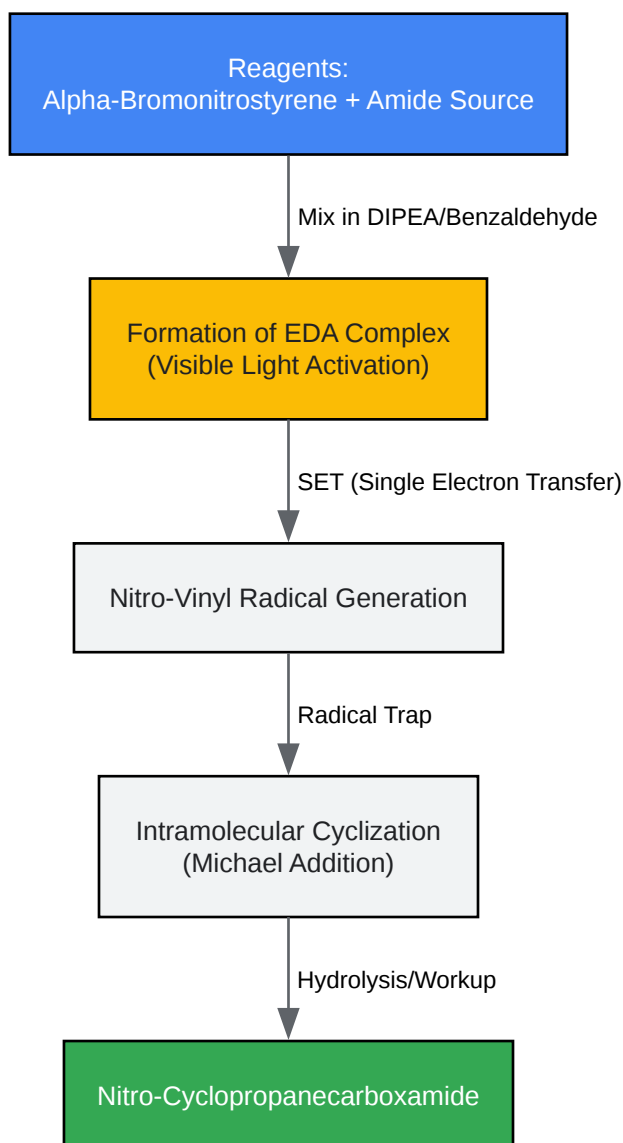 Reagents:
Alpha-Bromonitrostyrene + Amide Source
Mix in DIPEA/Benzaldehyde
Formation of EDA Complex
(Visible Light Activation)
SET (Single Electron Transfer)
Nitro-Vinyl Radical Generation
Radical Trap
Intramolecular Cyclization
(Michael Addition)
Hydrolysis/Workup
Nitro-Cyclopropanecarboxamide